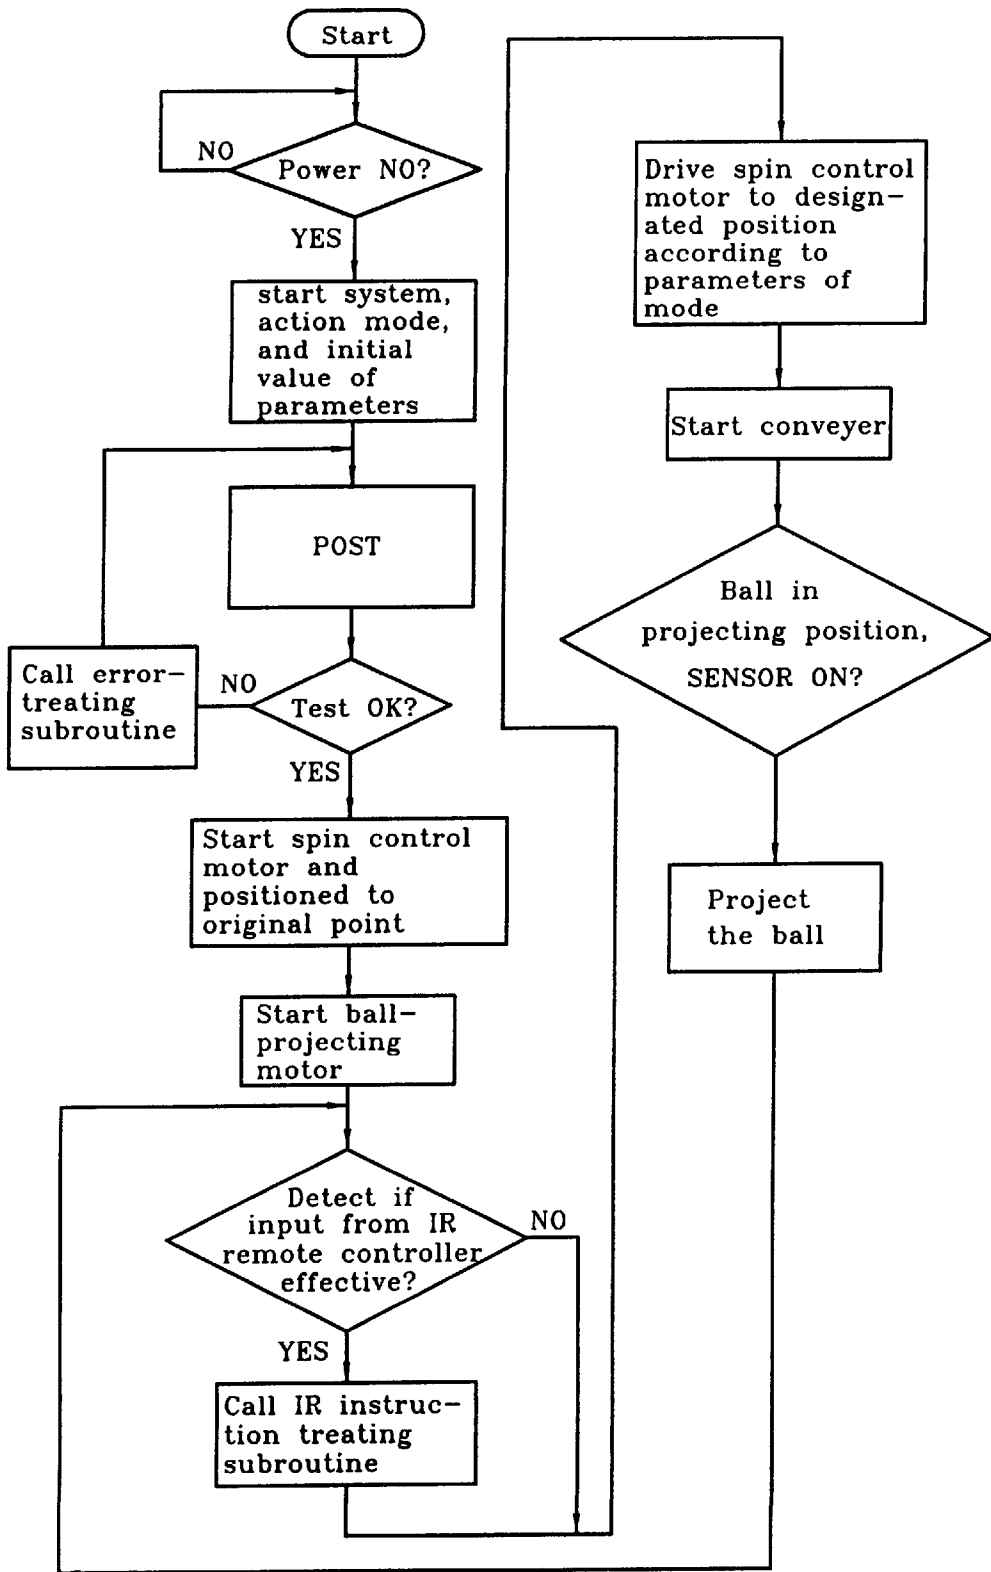 Start
NO
Power NO?
YES
start system,
action mode,
and initial
value of
parameters
POST
Call error-
treating
subroutine
NO
Test OK?
YES
Start spin control
motor and
positioned to
original point
Start ball-
projecting
motor
Detect if
input from IR
remote controller
effective?
NO
YES
Call IR instruc-
tion treating
subroutine
Drive spin control
motor to design-
ated position
according to
parameters of
mode
Start conveyer
Ball in
projecting position,
SENSOR ON?
Project
the ball